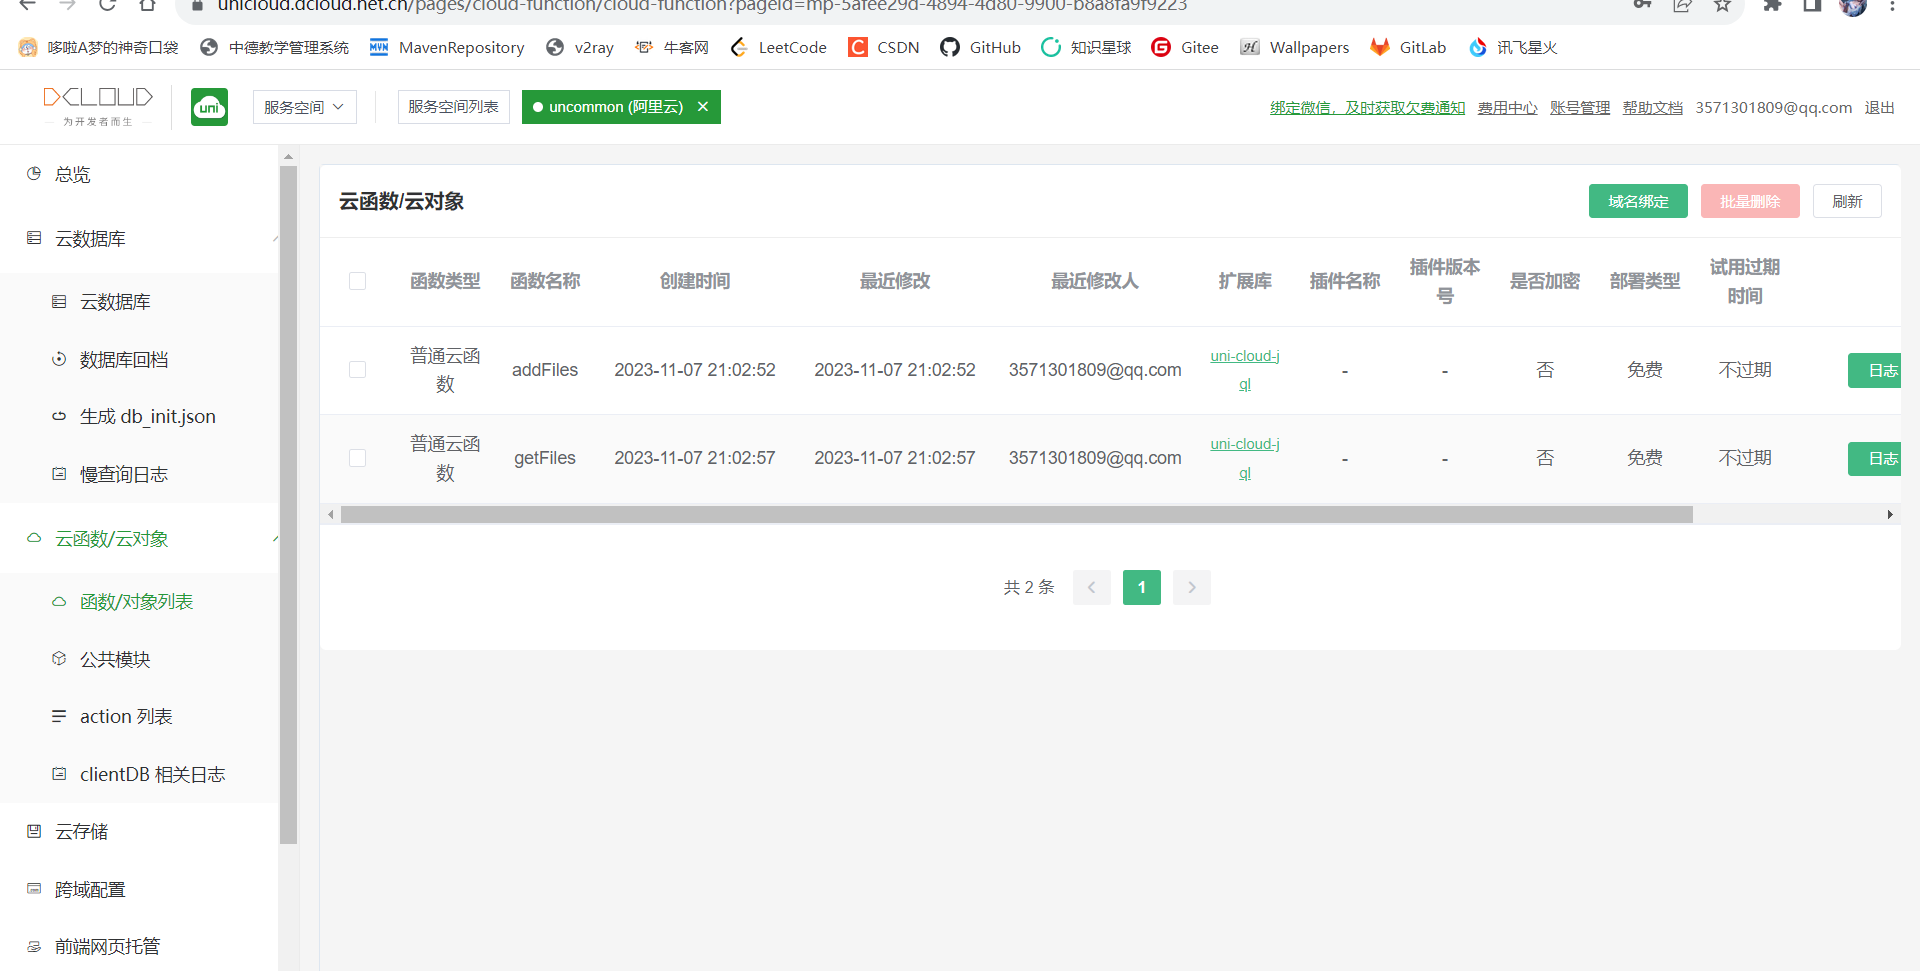 unicloud.dcloud.net.cn/pages/cloud-function/cloud-function?pageid=mp-5afee29d-4894-4d80-9900-b8a8fa9f9223
哆啦A梦的神奇口袋 中德教学管理系统 MVN MavenRepository v2ray 牛客网 LeetCode C CSDN GitHub 知识星球 G Gitee H Wallpapers GitLab 讯飞星火
DCLOUD
为开发者而生
uni
服务空间
服务空间列表
uncommon (阿里云) ✕
绑定微信，及时获取欠费通知 费用中心 账号管理 帮助文档 3571301809@qq.com 退出
总览
云数据库
云数据库
数据库回档
生成 db_init.json
慢查询日志
云函数/云对象
函数/对象列表
公共模块
action 列表
clientDB 相关日志
云存储
跨域配置
前端网页托管
云函数/云对象
域名绑定 批量删除 刷新
函数类型 函数名称 创建时间 最近修改 最近修改人 扩展库 插件名称 插件版本号 是否加密 部署类型 试用过期时间
普通云函数 addFiles 2023-11-07 21:02:52 2023-11-07 21:02:52 3571301809@qq.com uni-cloud-jql - - 否 免费 不过期 日志
普通云函数 getFiles 2023-11-07 21:02:57 2023-11-07 21:02:57 3571301809@qq.com uni-cloud-jql - - 否 免费 不过期 日志
共 2 条 1